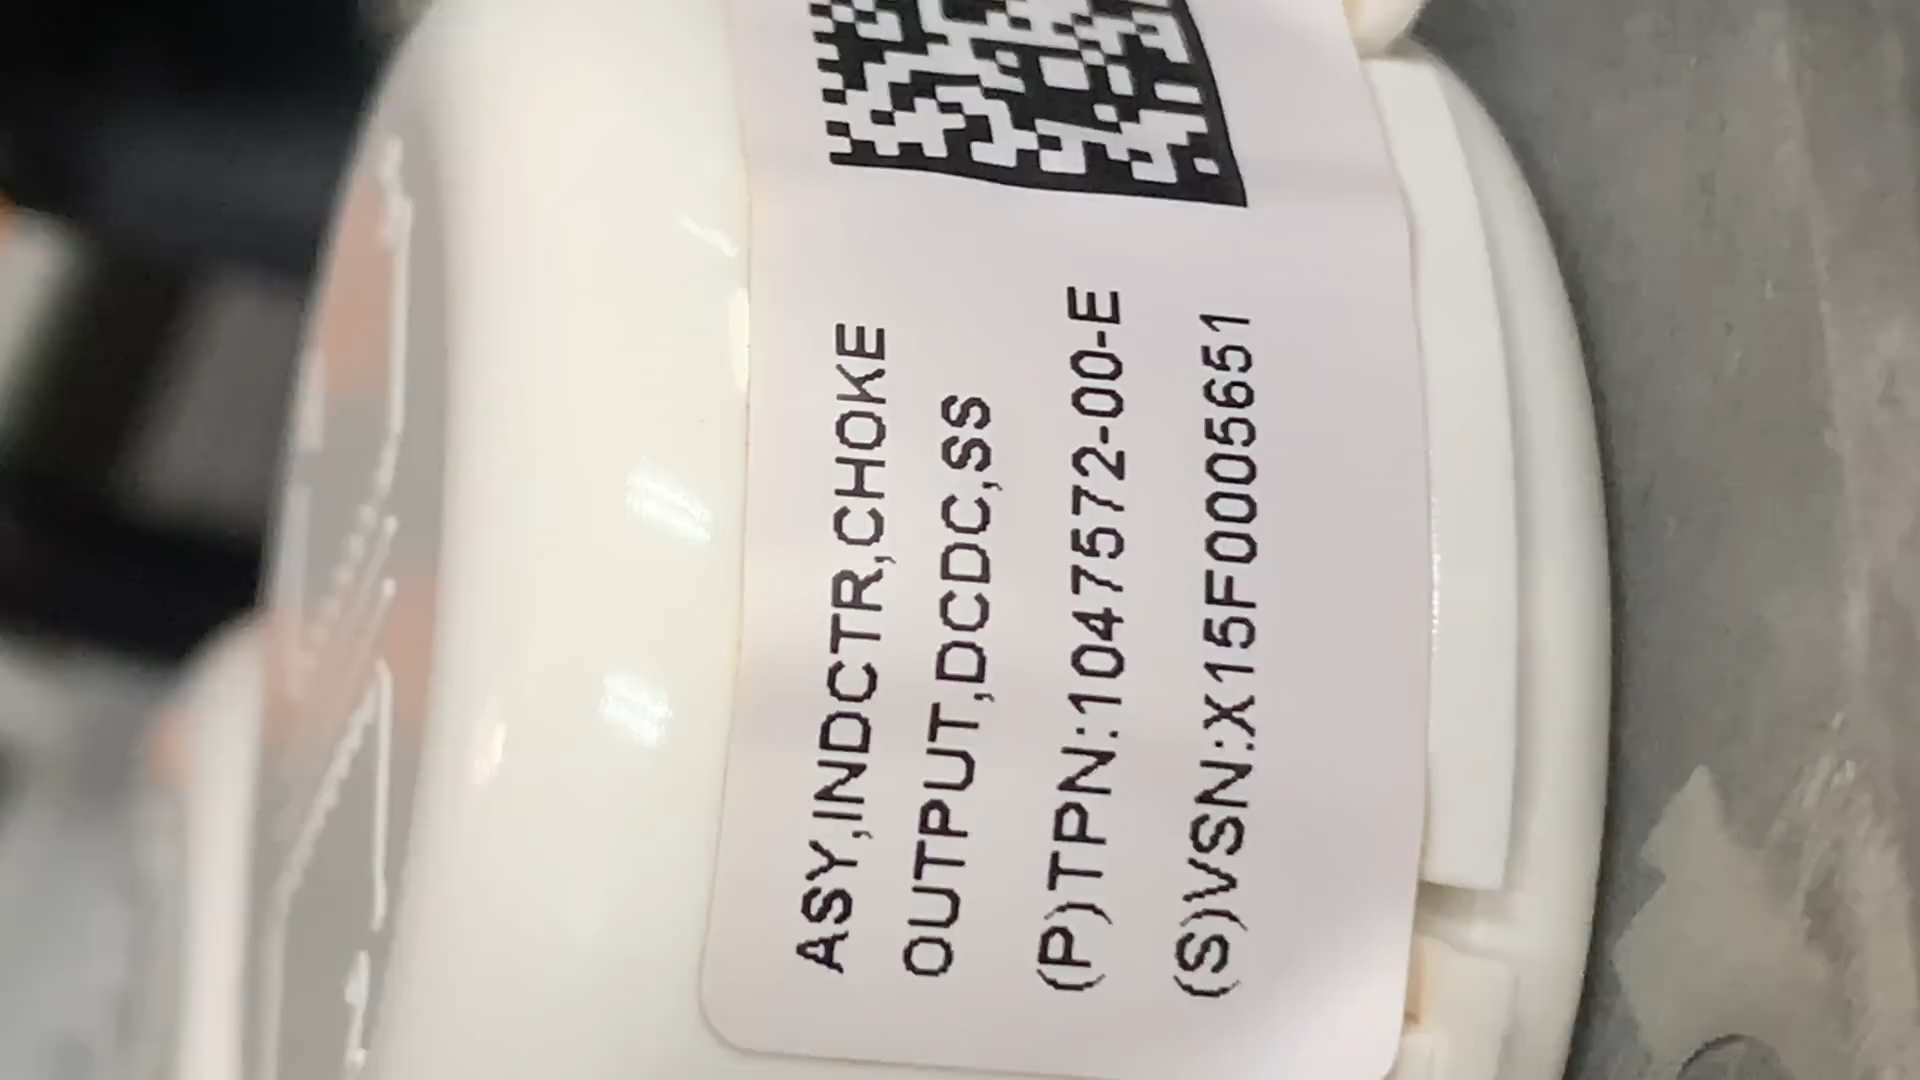 ASY,INDCTR,CHOKE
OUTPUT,DCDC,SS
(P)TPN:1047572-00-E
(S)VSN:X15F0005651